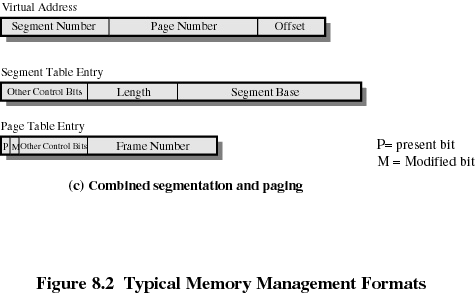 Virtual Address
Segment Number Page Number Offset
Segment Table Entry
Other Control Bits Length Segment Base
Page Table Entry
P M Other Control Bits Frame Number
P= present bit
M = Modified bit
(c) Combined segmentation and paging
Figure 8.2 Typical Memory Management Formats